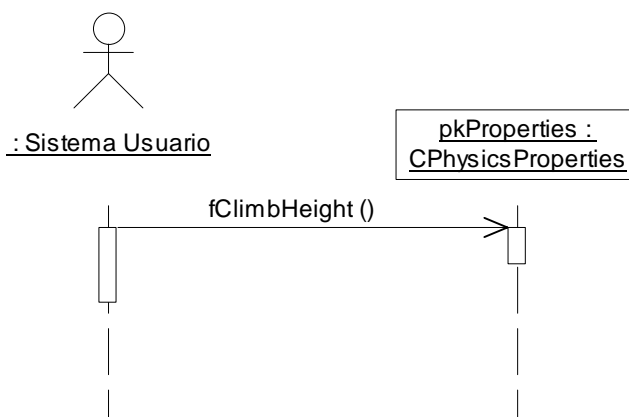 : Sistema Usuario
pkProperties :
CPhysicsProperties
fClimbHeight ()